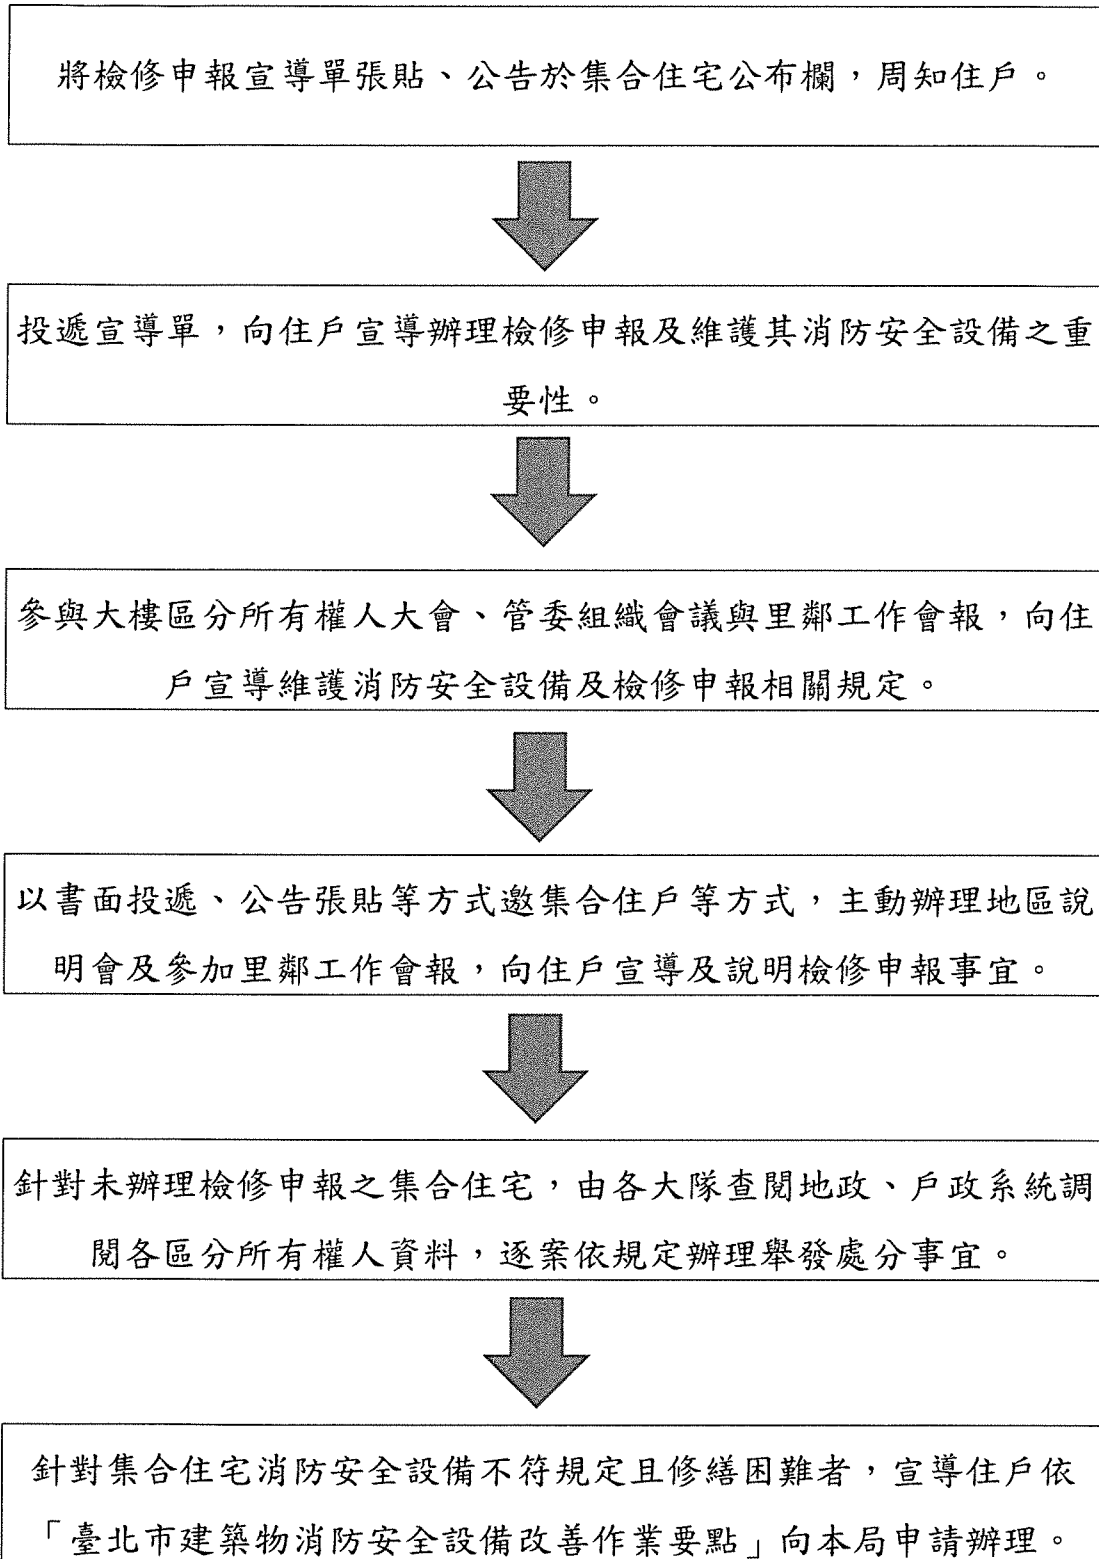 將檢修申報宣導單張貼、公告於集合住宅公布欄，周知住戶。
投遞宣導單，向住戶宣導辦理檢修申報及維護其消防安全設備之重
要性。
參與大樓區分所有權人大會、管委組織會議與里鄰工作會報，向住
戶宣導維護消防安全設備及檢修申報相關規定。
以書面投遞、公告張貼等方式邀集合住戶等方式，主動辦理地區說
明會及參加里鄰工作會報，向住戶宣導及說明檢修申報事宜。
針對未辦理檢修申報之集合住宅，由各大隊查閱地政、戶政系統調
閱各區分所有權人資料，逐案依規定辦理舉發處分事宜。
針對集合住宅消防安全設備不符規定且修繕困難者，宣導住戶依
「臺北市建築物消防安全設備改善作業要點」向本局申請辦理。